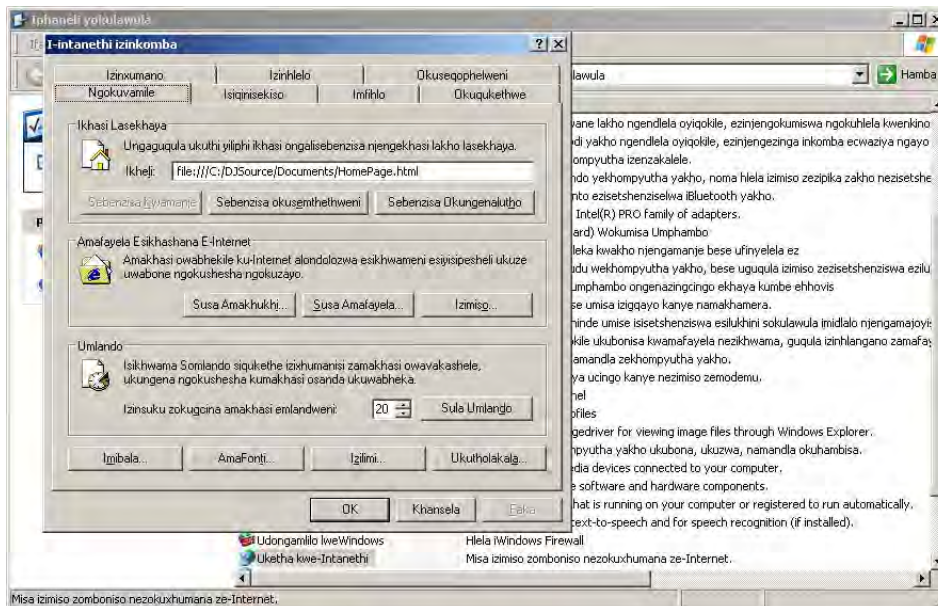 Iphaneli yokulawula
I-intanethi izinkomba
Izinxumano Izinhlelo Okuseqophelweni
Ngokuvamile Isiqinisekiso Imfihlo Okuqukethwe
lawula
Hamba
Ikhasi Lasekhaya
Ungaguqula ukuthi yiliphi ikhasi ongalisebenzisa njengekhasi lakho lasekhaya.
Ikheli: file:///C:/DJSource/Documents/HomePage.html
Sebenzisa Kwamanje Sebenzisa okusemthethweni Sebenzisa Okungenalutho
Amafayela Esikhashana E-Internet
Amakhasi owabhekile ku-Internet alondolozwa esikhwameni esiyisipesheli ukuze
uwabone ngokushesha ngokuzayo.
Susa Amakhukhi... Susa Amafayela... Izimiso...
Umlando
Isikhwama Somlando siqukethe izixhumanisi zamakhasi owavakashele,
ukungena ngokushesha kumakhasi osanda ukuwabheka.
Izinsuku zokugcina amakhasi emlandweni: 20 Sula Umlando
Imibala... AmaFonti... Izilimi... Ukutholakala...
OK Khansela Faka
vane lakho ngendlela oyiqokile, ezinjengokumiswa ngokuhlela kwenkino
di yakho ngendlela oyiqokile, ezinjengezinga inkomba ecwaziya ngayo
ompyutha izenzakalele.
ndo yekhompyutha yakho, noma hlela izimiso zezipika zakho nezisetshe
nto ezisetshenziselwa iBluetooth yakho.
Intel(R) PRO family of adapters.
ard) Wokumisa Umphambo
leka kwakho njengamanje bese ufinyelela ez
udu wekhompyutha yakho, bese uguqula izimiso zezisetshenziswa ezilu
umphambo ongenazingcingo ekhaya kumbe ehhovis
se umisa izigqayo kanye namakhamera.
hinde umise isisetshenziswa esilukhini sokulawula imidlalo njengamajoyi
kile ukubonisa kwamafayela nezikhwama, guqula izinhlangano zamafay
amandla zekhompyutha yakho.
ya ucingo kanye nezimiso zemodemu.
nel
ofiles
gedriver for viewing image files through Windows Explorer.
mpyutha yakho ukubona, ukuzwa, namandla okuhambisa.
edia devices connected to your computer.
e software and hardware components.
hat is running on your computer or registered to run automatically.
text-to-speech and for speech recognition (if installed).
Udongamlilo lweWindows Hlela iWindows Firewall
Uketha kwe-Intanethi Misa izimiso zomboniso nezokuxhumana ze-Internet.
Misa izimiso zomboniso nezokuxhumana ze-Internet.